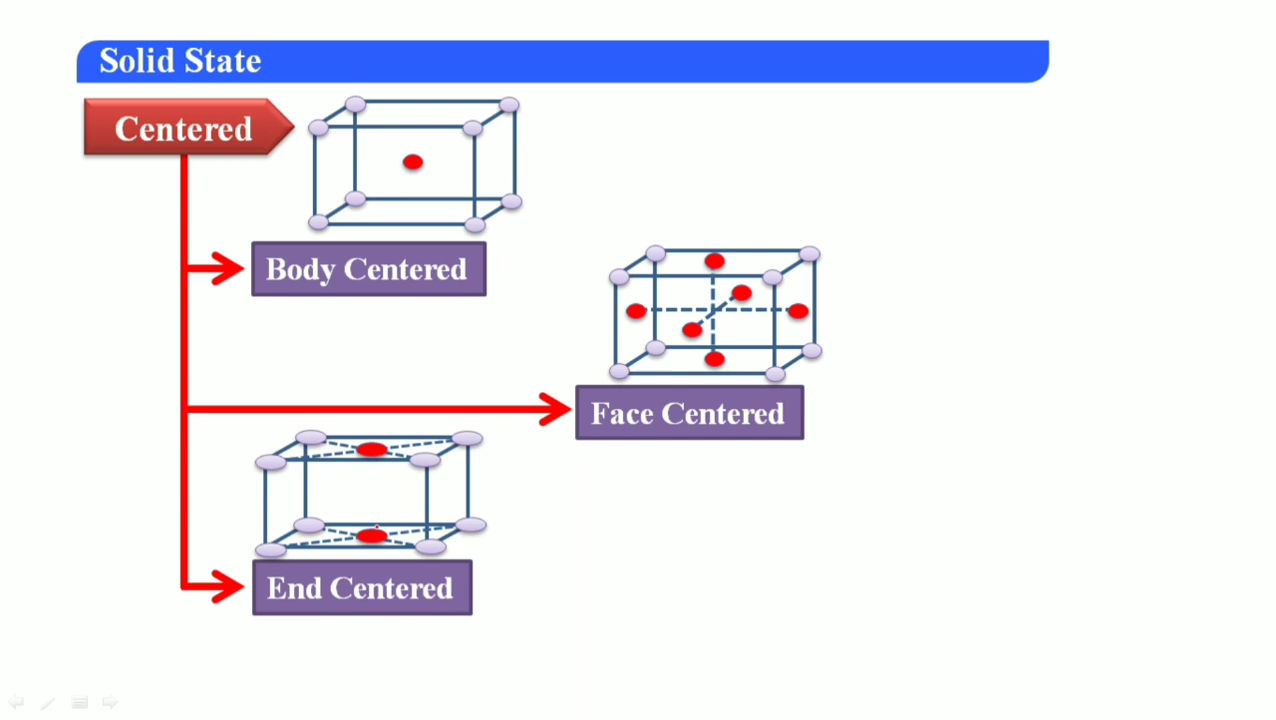 Solid State
Centered
Body Centered
Face Centered
End Centered